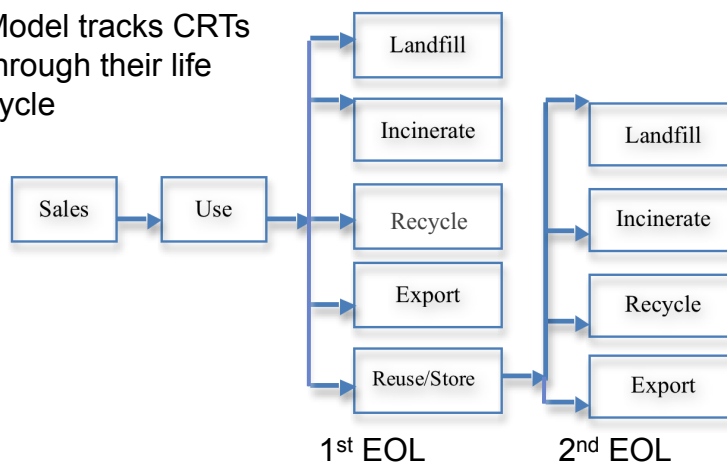 Model tracks CRTs
hrough their life
ycle
Landfill
Incinerate
Sales
Use
Recycle
Export
Reuse/Store
Landfill
Incinerate
Recycle
Export
1st EOL
2nd EOL